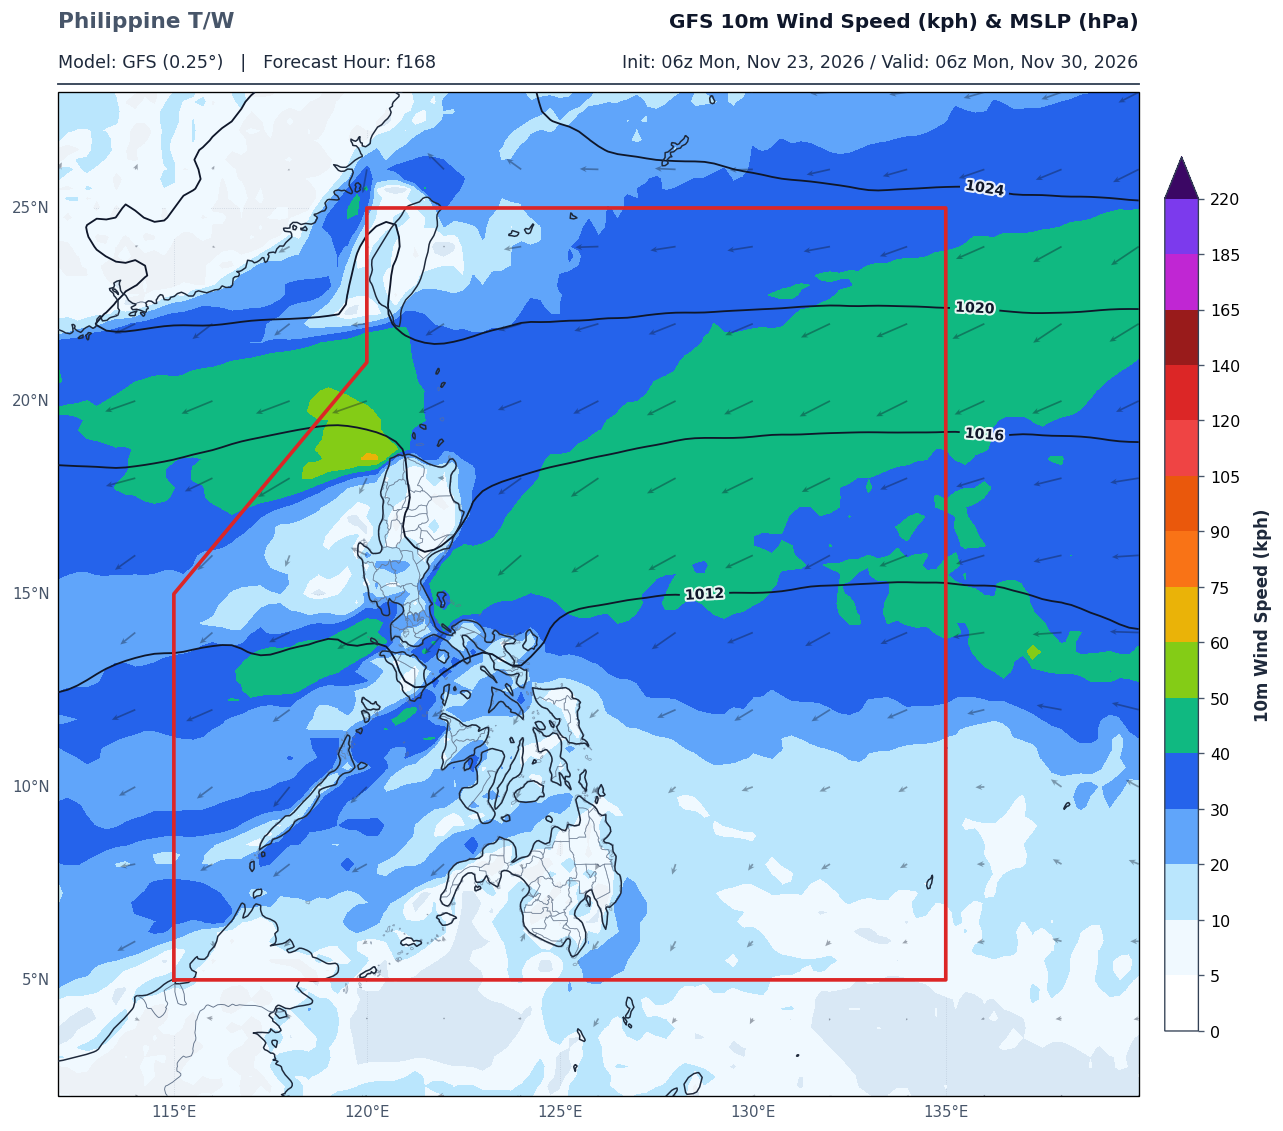 Philippine T/W
GFS 10m Wind Speed (kph) & MSLP (hPa)
Model: GFS (0.25°) | Forecast Hour: f168
Init: 06z Mon, Nov 23, 2026 / Valid: 06z Mon, Nov 30, 2026
1024
1020
1016
1012
25°N
20°N
15°N
10°N
5°N
115°E
120°E
125°E
130°E
135°E
220
185
165
140
120
105
90
75
60
50
40
30
20
10
5
0
10m Wind Speed (kph)